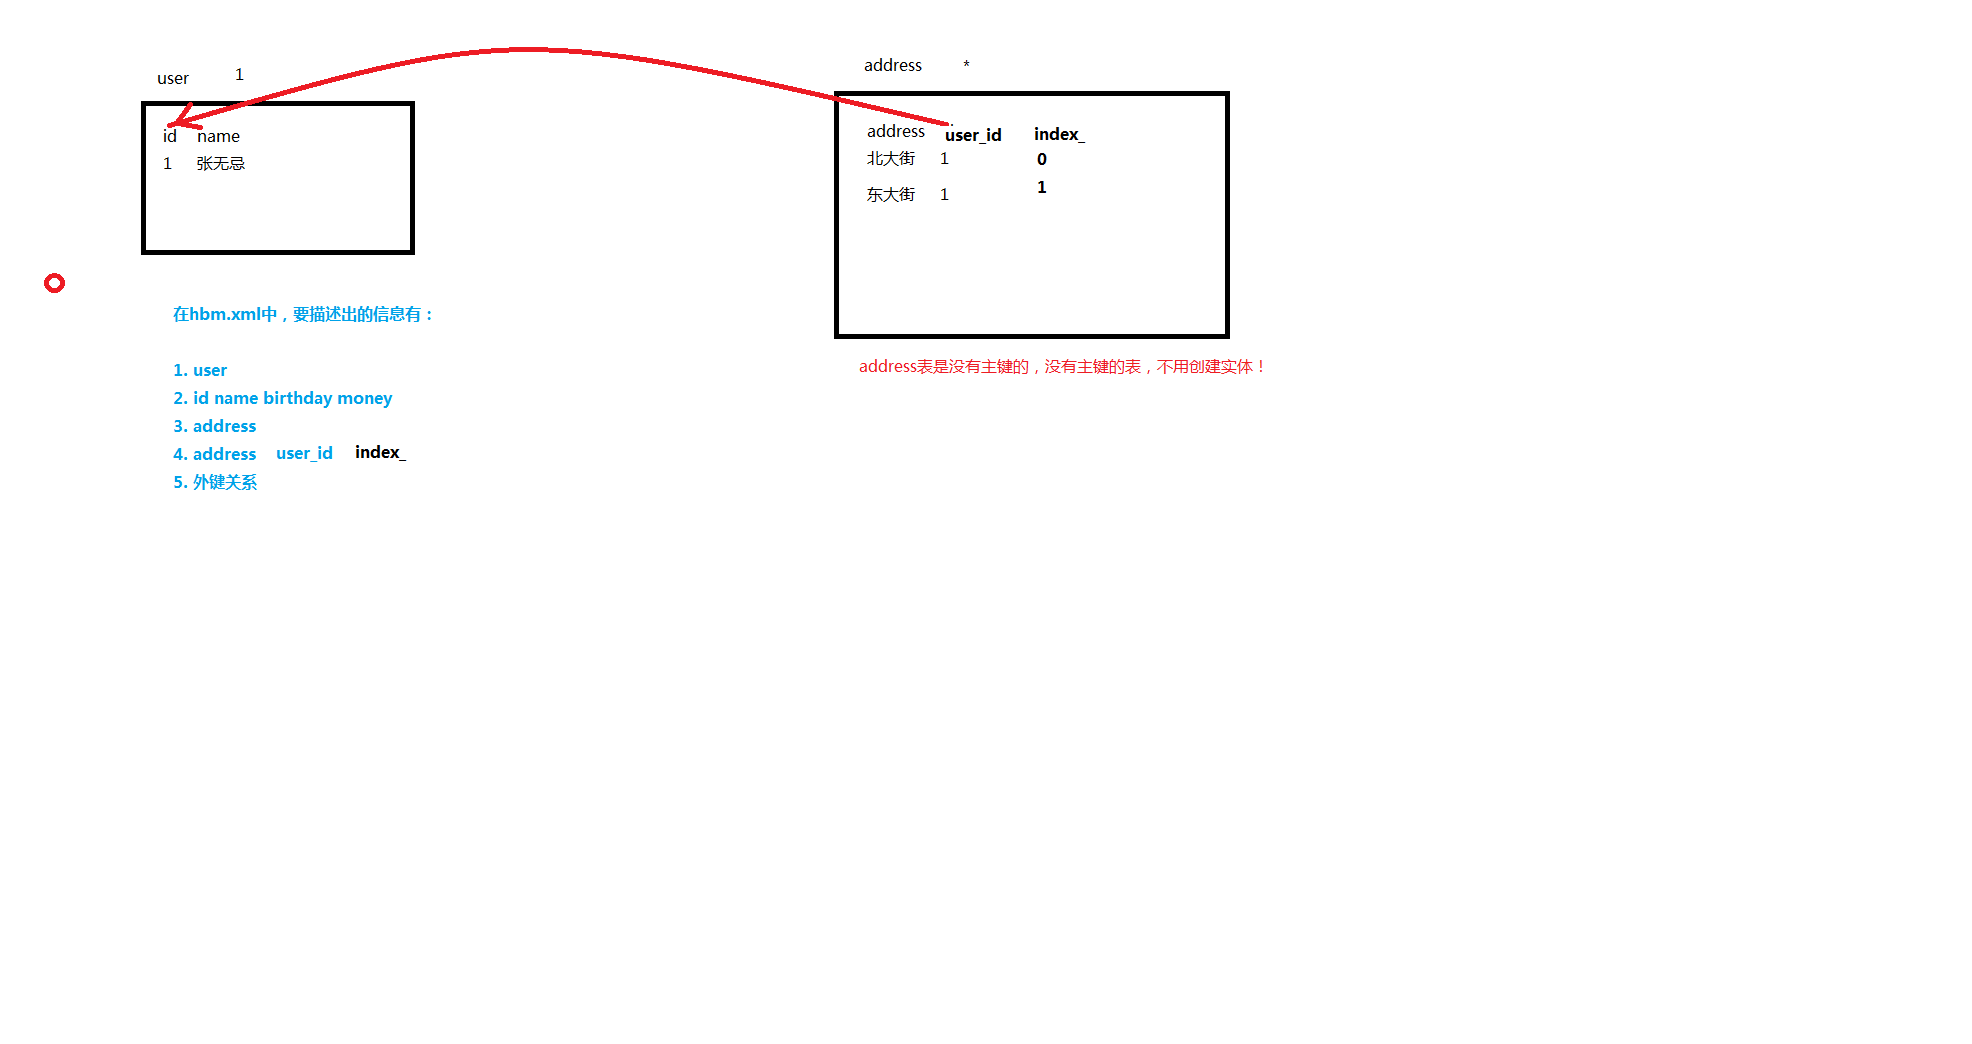 user 1
id name
1 张无忌
address *
address user_id index_
北大街 1 0
东大街 1 1
address表是没有主键的，没有主键的表，不用创建实体！
在hbm.xml中，要描述出的信息有：
1. user
2. id name birthday money
3. address
4. address user_id index_
5. 外键关系